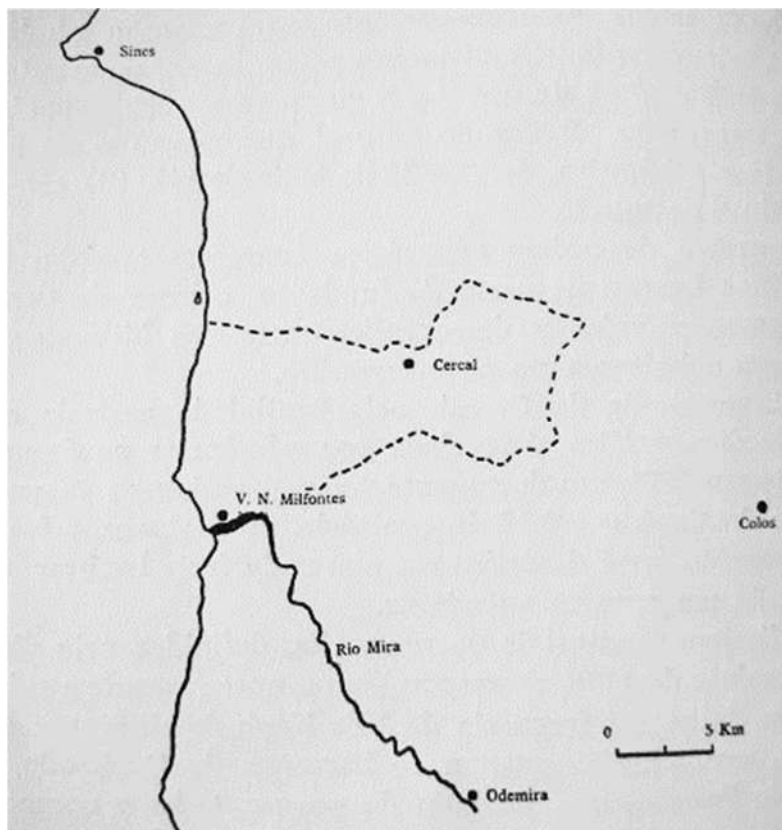 Sines
Cercal
V. N. Milfontes
Colos
Rio Mira
0 5 Km
Odemira